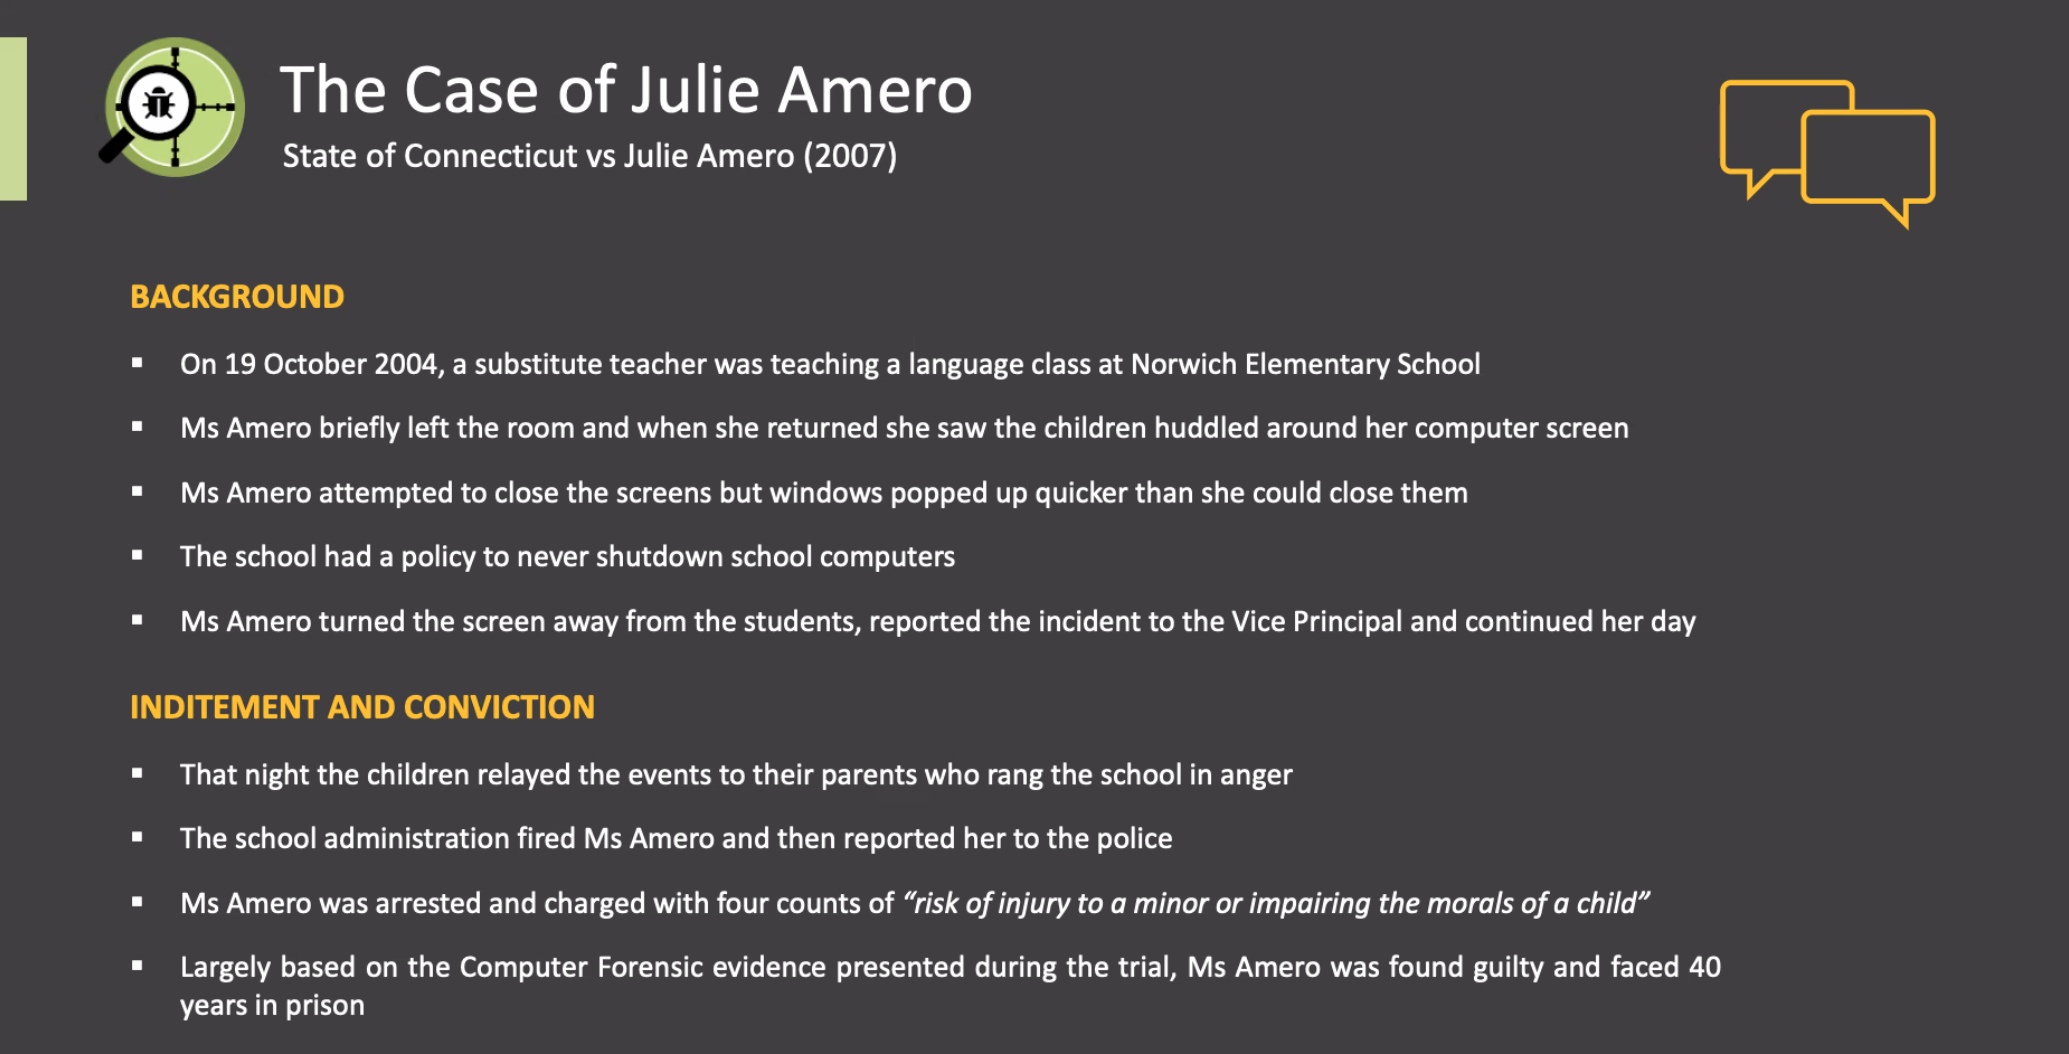 The Case of Julie Amero
State of Connecticut vs Julie Amero (2007)
BACKGROUND
▪ On 19 October 2004, a substitute teacher was teaching a language class at Norwich Elementary School
▪ Ms Amero briefly left the room and when she returned she saw the children huddled around her computer screen
▪ Ms Amero attempted to close the screens but windows popped up quicker than she could close them
▪ The school had a policy to never shutdown school computers
▪ Ms Amero turned the screen away from the students, reported the incident to the Vice Principal and continued her day
INDITEMENT AND CONVICTION
▪ That night the children relayed the events to their parents who rang the school in anger
▪ The school administration fired Ms Amero and then reported her to the police
▪ Ms Amero was arrested and charged with four counts of “risk of injury to a minor or impairing the morals of a child”
▪ Largely based on the Computer Forensic evidence presented during the trial, Ms Amero was found guilty and faced 40
years in prison